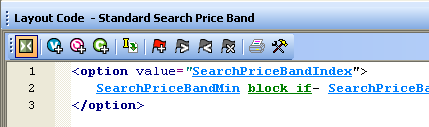 Layout Code - Standard Search Price Band
1 <option value="SearchPriceBandIndex">
2 SearchPriceBandMin block if- SearchPriceBa
3 </option>